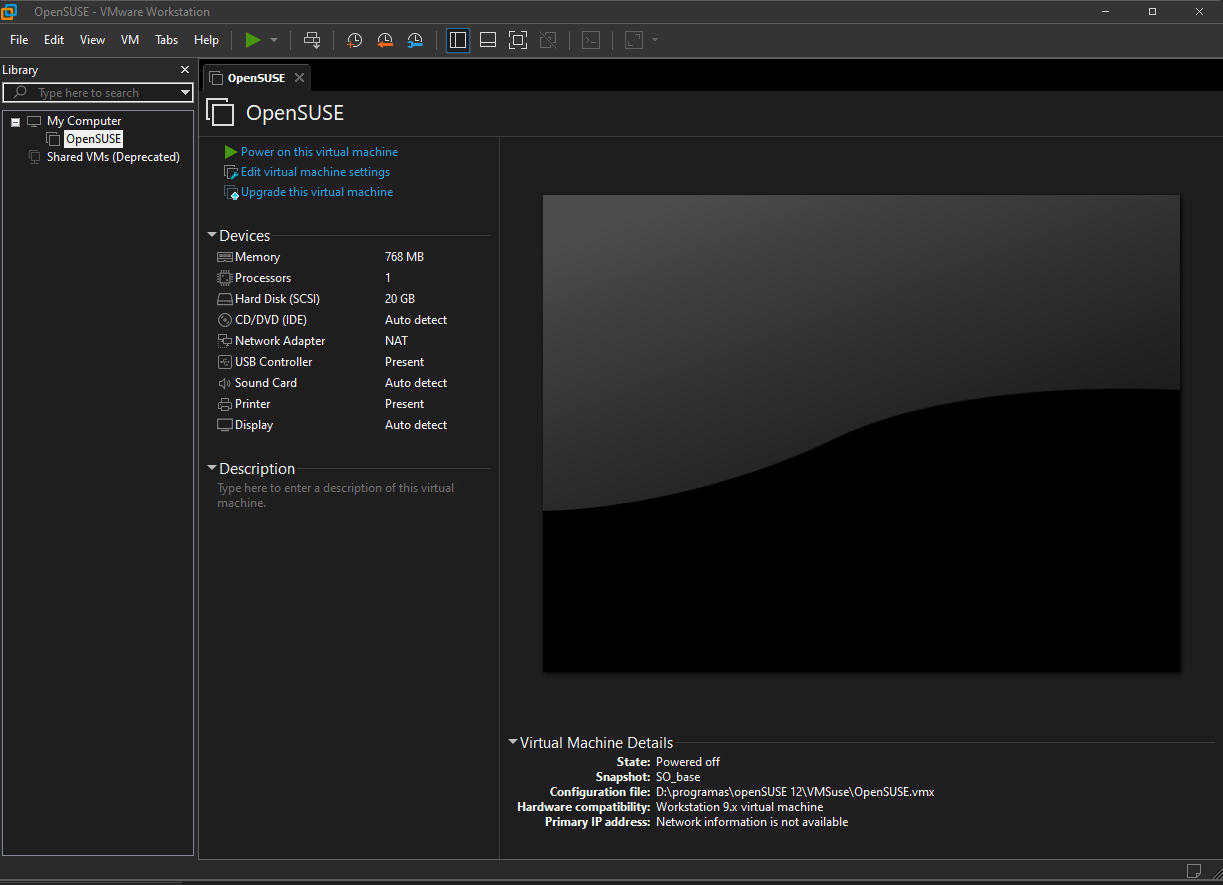 OpenSUSE - VMware Workstation
File Edit View VM Tabs Help
Library
Type here to search
My Computer
OpenSUSE
Shared VMs (Deprecated)
OpenSUSE
OpenSUSE
Power on this virtual machine
Edit virtual machine settings
Upgrade this virtual machine
Devices
Memory 768 MB
Processors 1
Hard Disk (SCSI) 20 GB
CD/DVD (IDE) Auto detect
Network Adapter NAT
USB Controller Present
Sound Card Auto detect
Printer Present
Display Auto detect
Description
Type here to enter a description of this virtual
machine.
Virtual Machine Details
State: Powered off
Snapshot: SO_base
Configuration file: D:\programas\openSUSE 12\VMSuse\OpenSUSE.vmx
Hardware compatibility: Workstation 9.x virtual machine
Primary IP address: Network information is not available